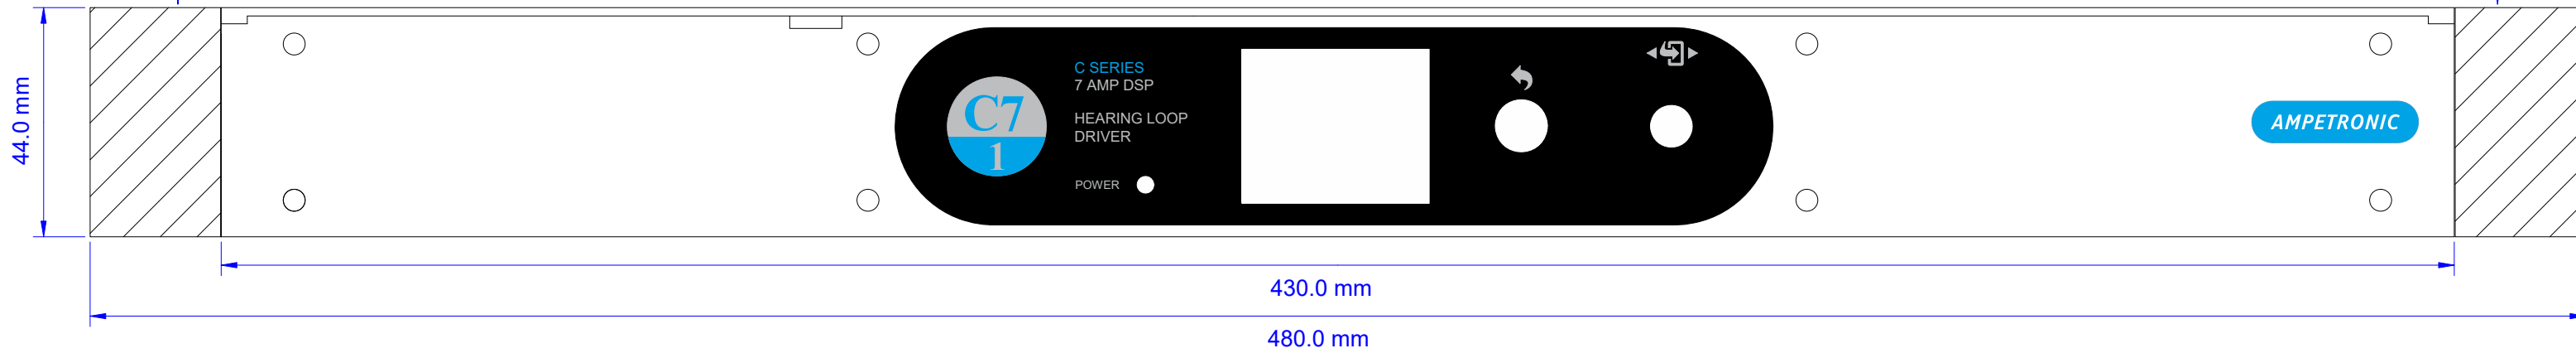 44.0 mm
C7
1
C SERIES
7 AMP DSP
HEARING LOOP
DRIVER
POWER
AMPETRONIC
430.0 mm
480.0 mm